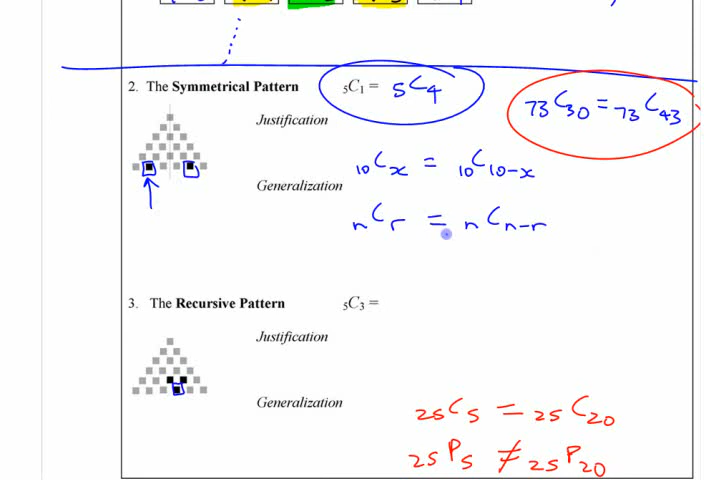 2. The Symmetrical Pattern ₅C₁ = ₅C₄
₇₃C₃₀ = ₇₃C₄₃
Justification
₁₀Cₓ = ₁₀C₁₀₋ₓ
Generalization
ₙCᵣ = ₙCₙ₋ᵣ
3. The Recursive Pattern ₅C₃ =
Justification
Generalization
₂₅C₅ = ₂₅C₂₀
₂₅P₅ ≠ ₂₅P₂₀